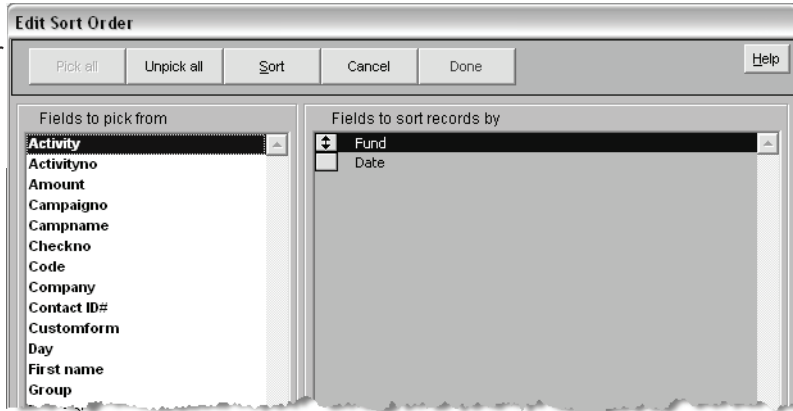 Edit Sort Order
Pick all Unpick all Sort Cancel Done Help
Fields to pick from
Activity
Activityno
Amount
Campaigno
Campname
Checkno
Code
Company
Contact ID#
Customform
Day
First name
Group
Fields to sort records by
Fund
Date